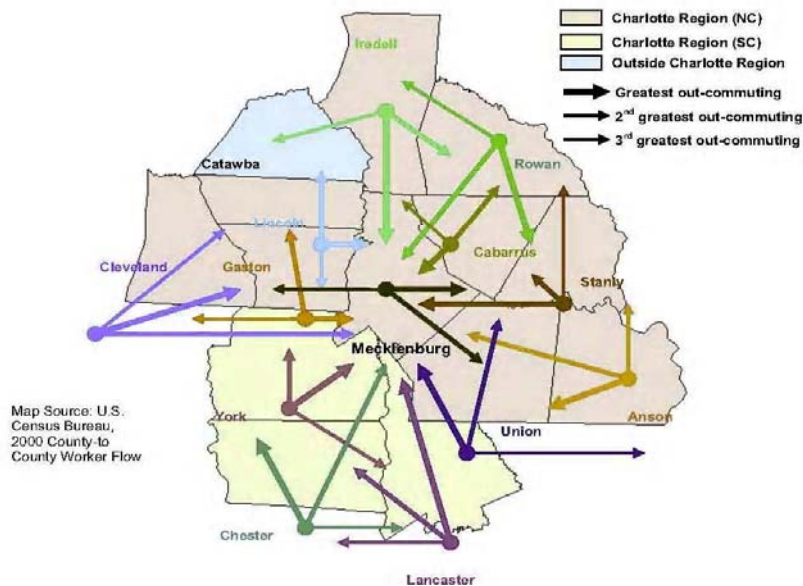 Charlotte Region (NC)
Charlotte Region (SC)
Outside Charlotte Region
Greatest out-commuting
2nd greatest out-commuting
3rd greatest out-commuting
Iredell
Catawba
Rowan
Lincoln
Cabarrus
Cleveland
Gaston
Stanly
Mecklenburg
Map Source: U.S.
Census Bureau,
2000 County-to
County Worker Flow
York
Anson
Union
Chester
Lancaster